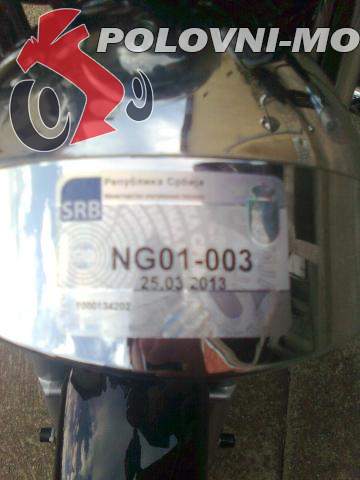 POLOVNI-MO
Република Србија
SRB
NG01-003
25.03.2013
1000134202